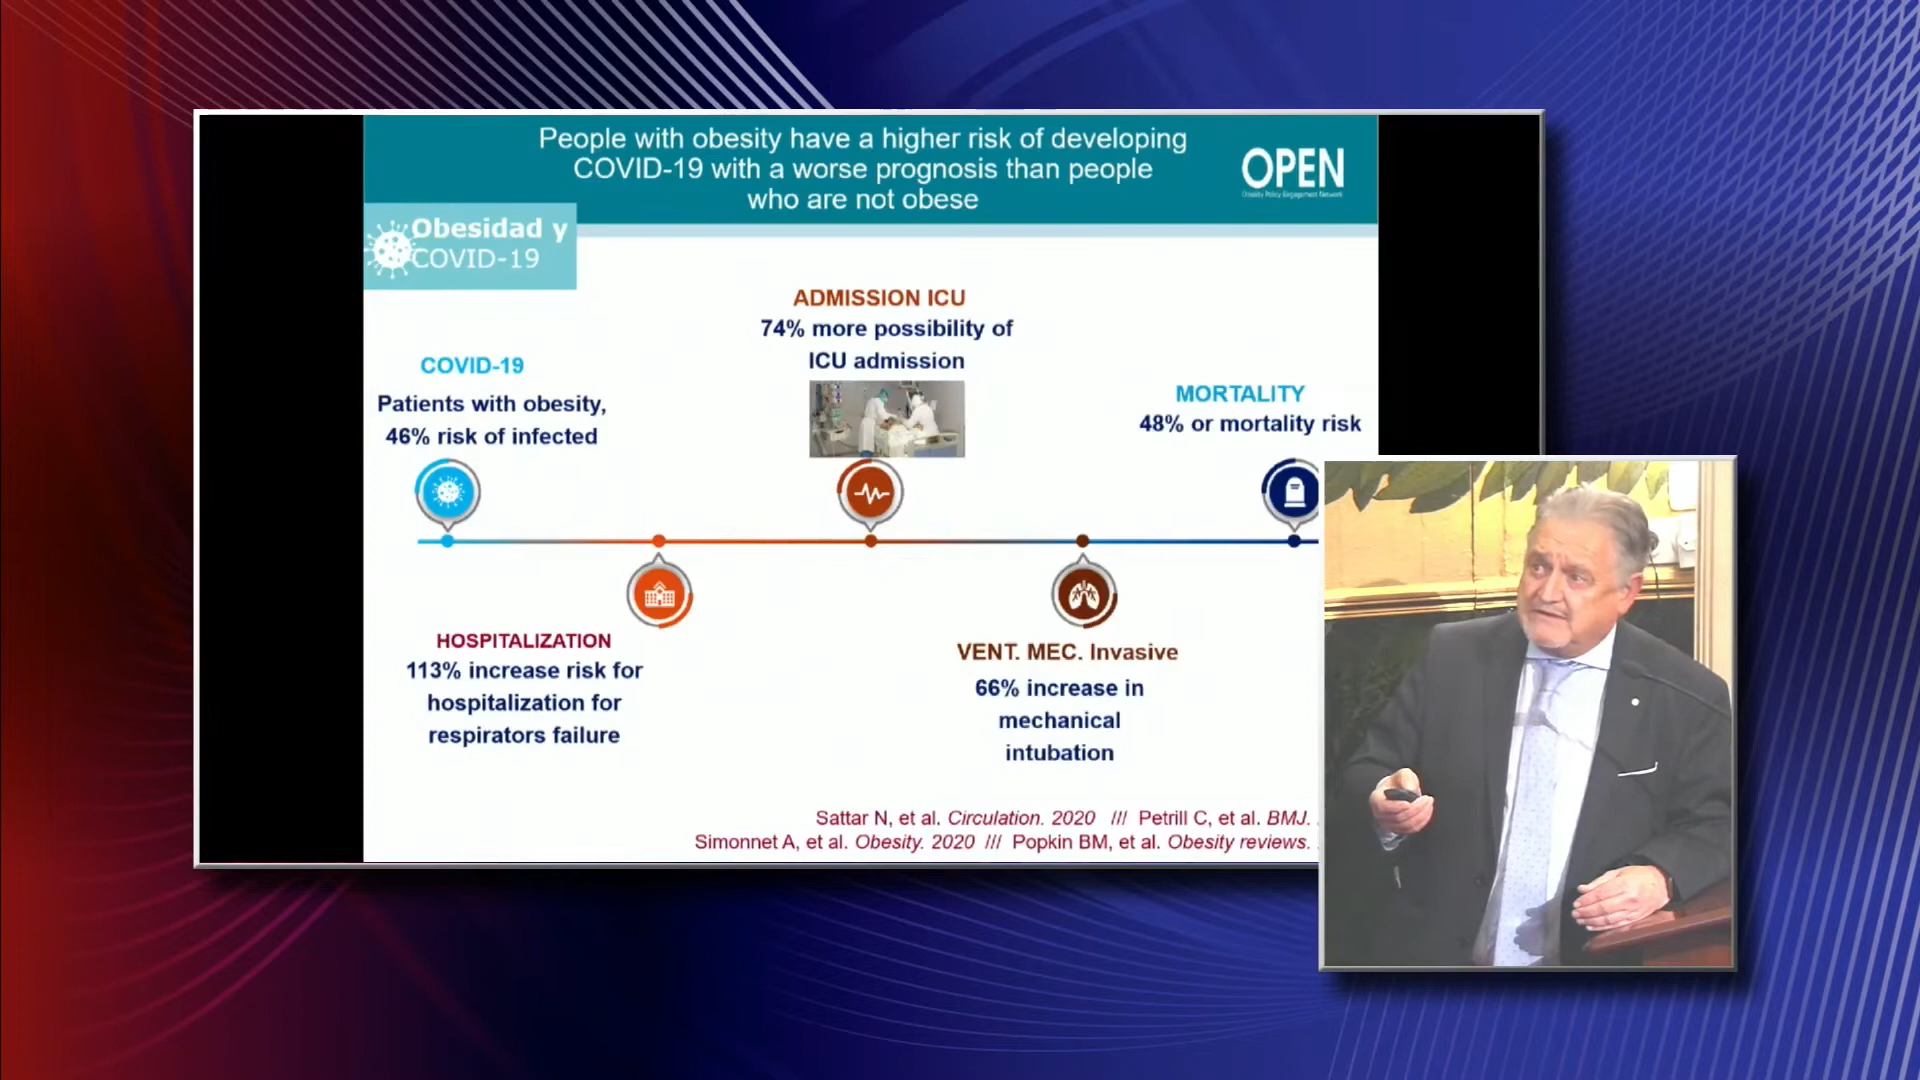 People with obesity have a higher risk of developing
COVID-19 with a worse prognosis than people
who are not obese
OPEN
Obesity Policy Engagement Network
Obesidad y
COVID-19
ADMISSION ICU
74% more possibility of
ICU admission
COVID-19
Patients with obesity,
46% risk of infected
MORTALITY
48% or mortality risk
HOSPITALIZATION
113% increase risk for
hospitalization for
respirators failure
VENT. MEC. Invasive
66% increase in
mechanical
intubation
Sattar N, et al. Circulation. 2020 /// Petrill C, et al. BMJ.
Simonnet A, et al. Obesity. 2020 /// Popkin BM, et al. Obesity reviews.